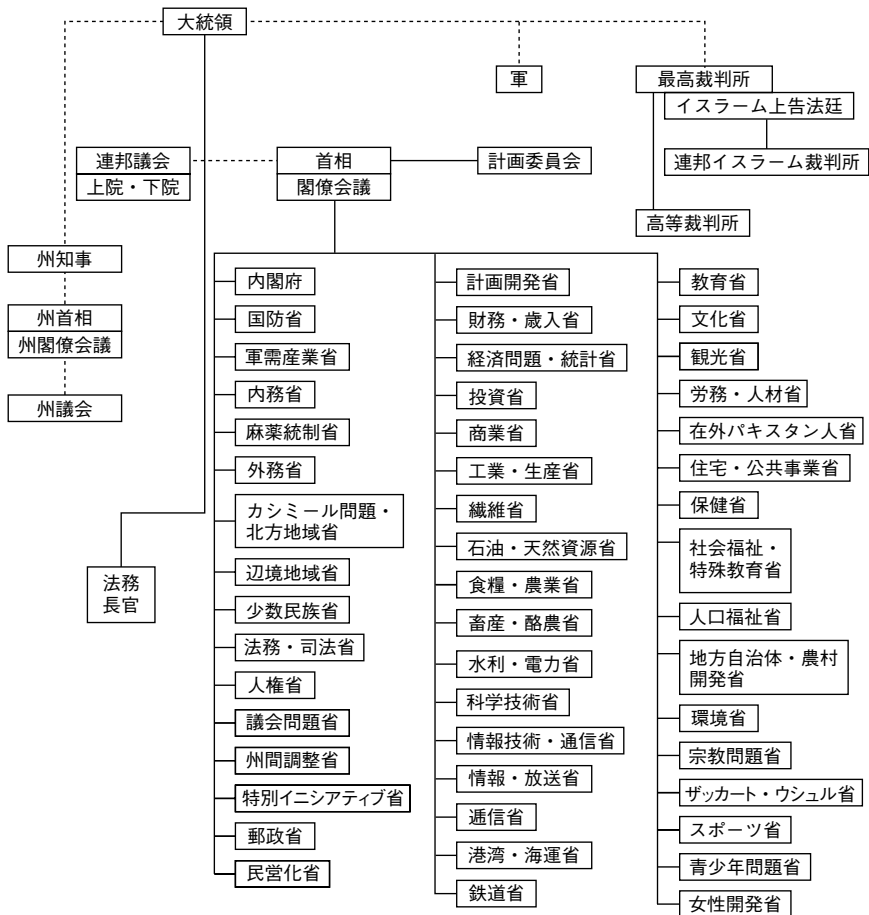 大統領
軍
最高裁判所
イスラーム上告法廷
連邦イスラーム裁判所
高等裁判所
連邦議会
上院・下院
首相
閣僚会議
計画委員会
州知事
州首相
州閣僚会議
州議会
法務
長官
内閣府
国防省
軍需産業省
内務省
麻薬統制省
外務省
カシミール問題・
北方地域省
辺境地域省
少数民族省
法務・司法省
人権省
議会問題省
州間調整省
特別イニシアティブ省
郵政省
民営化省
計画開発省
財務・歳入省
経済問題・統計省
投資省
商業省
工業・生産省
繊維省
石油・天然資源省
食糧・農業省
畜産・酪農省
水利・電力省
科学技術省
情報技術・通信省
情報・放送省
逓信省
港湾・海運省
鉄道省
教育省
文化省
観光省
労務・人材省
在外パキスタン人省
住宅・公共事業省
保健省
社会福祉・
特殊教育省
人口福祉省
地方自治体・農村
開発省
環境省
宗教問題省
ザッカート・ウシュル省
スポーツ省
青少年問題省
女性開発省